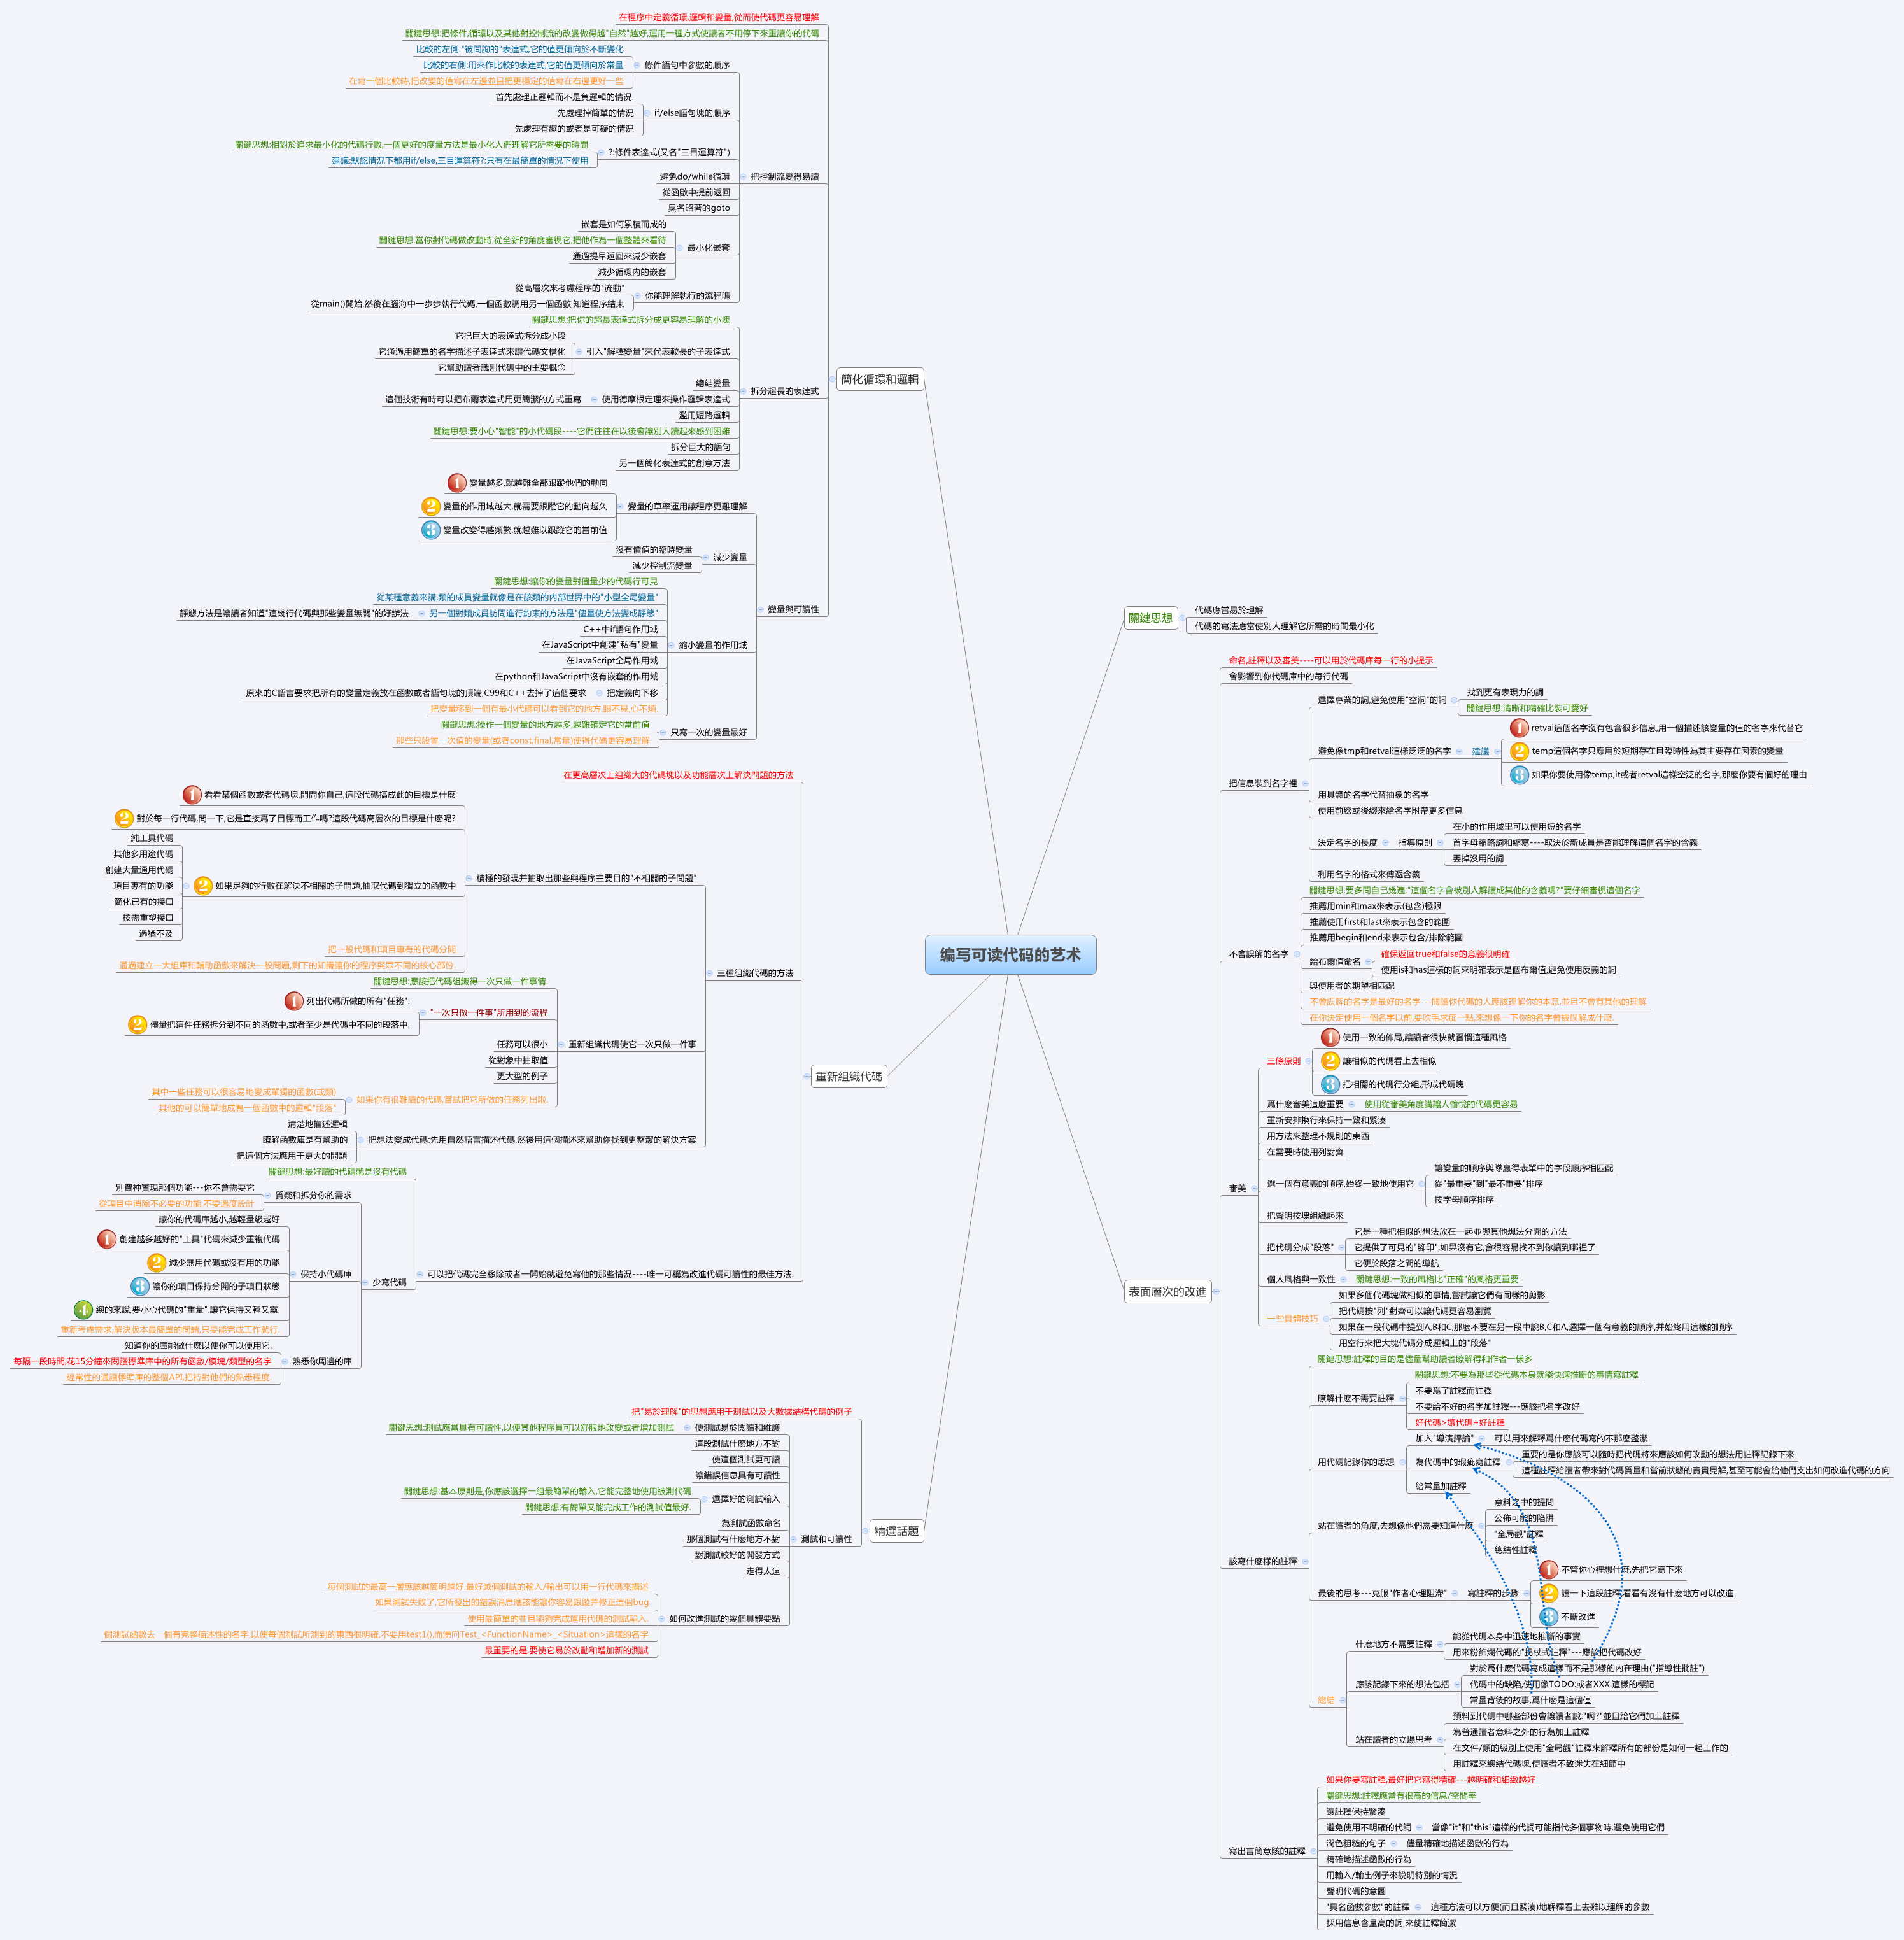 编写可读代码的艺术
關鍵思想
代碼應當易於理解
代碼的寫法應當使別人理解它所需的時間最小化
表面層次的改進
命名,註釋以及審美----可以用於代碼庫每一行的小提示
會影響到你代碼庫中的每行代碼
把信息裝到名字裡
選擇專業的詞,避免使用"空洞"的詞
找到更有表現力的詞
關鍵思想:清晰和精確比裝可愛好
避免像tmp和retval這樣泛泛的名字
建議
1 retval這個名字沒有包含很多信息,用一個描述該變量的值的名字來代替它
2 temp這個名字只應用於短期存在且臨時性為其主要存在因素的變量
3 如果你要使用像temp,it或者retval這樣空泛的名字,那麼你要有個好的理由
用具體的名字代替抽象的名字
使用前綴或後綴來給名字附帶更多信息
決定名字的長度
指導原則
在小的作用域里可以使用短的名字
首字母縮略詞和縮寫----取決於新成員是否能理解這個名字的含義
丟掉沒用的詞
利用名字的格式來傳遞含義
不會誤解的名字
關鍵思想:要多問自己幾遍:"這個名字會被別人解讀成其他的含義嗎?"要仔細審視這個名字
推薦用min和max來表示(包含)極限
推薦使用first和last來表示包含的範圍
推薦用begin和end來表示包含/排除範圍
給布爾值命名
確保返回true和false的意義很明確
使用is和has這樣的詞來明確表示是個布爾值,避免使用反義的詞
與使用者的期望相匹配
不會誤解的名字是最好的名字---閱讀你代碼的人應該理解你的本意,並且不會有其他的理解
在你決定使用一個名字以前,要吹毛求疵一點,來想像一下你的名字會被誤解成什麼.
審美
三條原則
1 使用一致的佈局,讓讀者很快就習慣這種風格
2 讓相似的代碼看上去相似
3 把相關的代碼行分組,形成代碼塊
爲什麽審美這麼重要
使用從審美角度講讓人愉悅的代碼更容易
重新安排換行來保持一致和緊湊
用方法來整理不規則的東西
在需要時使用列對齊
選一個有意義的順序,始終一致地使用它
讓變量的順序與隊贏得表單中的字段順序相匹配
從"最重要"到"最不重要"排序
按字母順序排序
把聲明按塊組織起來
把代碼分成"段落"
它是一種把相似的想法放在一起並與其他想法分開的方法
它提供了可見的"腳印",如果沒有它,會很容易找不到你讀到哪裡了
它便於段落之間的導航
個人風格與一致性
關鍵思想:一致的風格比"正確"的風格更重要
一些具體技巧
如果多個代碼塊做相似的事情,嘗試讓它們有同樣的剪影
把代碼按"列"對齊可以讓代碼更容易瀏覽
如果在一段代碼中提到A,B和C,那麼不要在另一段中說B,C和A,選擇一個有意義的順序,并始終用這樣的順序
用空行來把大塊代碼分成邏輯上的"段落"
該寫什麼樣的註釋
關鍵思想:註釋的目的是儘量幫助讀者瞭解得和作者一樣多
瞭解什麽不需要註釋
關鍵思想:不要為那些從代碼本身就能快速推斷的事情寫註釋
不要爲了註釋而註釋
不要給不好的名字加註釋---應該把名字改好
好代碼>壞代碼+好註釋
用代碼記錄你的思想
加入"導演評論"
可以用來解釋爲什麽代碼寫的不那麼整潔
為代碼中的瑕疵寫註釋
重要的是你應該可以隨時把代碼將來應該如何改動的想法用註釋記錄下來
這種註釋給讀者帶來對代碼質量和當前狀態的寶貴見解,甚至可能會給他們支出如何改進代碼的方向
給常量加註釋
站在讀者的角度,去想像他們需要知道什麽
意料之中的提問
公佈可能的陷阱
"全局觀"註釋
總結性註釋
最後的思考---克服"作者心理阻滯"
寫註釋的步驟
1 不管你心裡想什麽,先把它寫下來
2 讀一下這段註釋,看看有沒有什麽地方可以改進
3 不斷改進
總結
什麽地方不需要註釋
能從代碼本身中迅速地推斷的事實
用來粉飾爛代碼的"拐杖式註釋"---應該把代碼改好
應該記錄下來的想法包括
對於爲什麽代碼寫成這樣而不是那樣的內在理由("指導性批註")
代碼中的缺陷,使用像TODO:或者XXX:這樣的標記
常量背後的故事,爲什麽是這個值
站在讀者的立場思考
預料到代碼中哪些部份會讓讀者說:"啊?"並且給它們加上註釋
為普通讀者意料之外的行為加上註釋
在文件/類的級別上使用"全局觀"註釋來解釋所有的部份是如何一起工作的
用註釋來總結代碼塊,使讀者不致迷失在細節中
寫出言簡意賅的註釋
如果你要寫註釋,最好把它寫得精確---越明確和細緻越好
關鍵思想:註釋應當有很高的信息/空間率
讓註釋保持緊湊
避免使用不明確的代詞
當像"it"和"this"這樣的代詞可能指代多個事物時,避免使用它們
潤色粗糙的句子
儘量精確地描述函數的行為
精確地描述函數的行為
用輸入/輸出例子來說明特別的情況
聲明代碼的意圖
"具名函數參數"的註釋
這種方法可以方便(而且緊湊)地解釋看上去難以理解的參數
採用信息含量高的詞,來使註釋簡潔
簡化循環和邏輯
在程序中定義循環,邏輯和變量,從而使代碼更容易理解
關鍵思想:把條件,循環以及其他對控制流的改變做得越"自然"越好,運用一種方式使讀者不用停下來重讀你的代碼
把控制流變得易讀
條件語句中參數的順序
比較的左側:"被問詢的"表達式,它的值更傾向於不斷變化
比較的右側:用來作比較的表達式,它的值更傾向於常量
在寫一個比較時,把改變的值寫在左邊並且把更穩定的值寫在右邊更好一些
if/else語句塊的順序
首先處理正邏輯而不是負邏輯的情況.
先處理掉簡單的情況
先處理有趣的或者是可疑的情況
?:條件表達式(又名"三目運算符")
關鍵思想:相對於追求最小化的代碼行數,一個更好的度量方法是最小化人們理解它所需要的時間
建議:默認情況下都用if/else,三目運算符?:只有在最簡單的情況下使用
避免do/while循環
從函數中提前返回
臭名昭著的goto
最小化嵌套
嵌套是如何累積而成的
關鍵思想:當你對代碼做改動時,從全新的角度審視它,把他作為一個整體來看待
通過提早返回來減少嵌套
減少循環內的嵌套
你能理解執行的流程嗎
從高層次來考慮程序的"流動"
從main()開始,然後在腦海中一步步執行代碼,一個函數調用另一個函數,知道程序結束
拆分超長的表達式
關鍵思想:把你的超長表達式拆分成更容易理解的小塊
引入"解釋變量"來代表較長的子表達式
它把巨大的表達式拆分成小段
它通過用簡單的名字描述子表達式來讓代碼文檔化
它幫助讀者識別代碼中的主要概念
總結變量
使用德摩根定理來操作邏輯表達式
這個技術有時可以把布爾表達式用更簡潔的方式重寫
濫用短路邏輯
關鍵思想:要小心"智能"的小代碼段----它們往往在以後會讓別人讀起來感到困難
拆分巨大的語句
另一個簡化表達式的創意方法
變量與可讀性
變量的草率運用讓程序更難理解
1 變量越多,就越難全部跟蹤他們的動向
2 變量的作用域越大,就需要跟蹤它的動向越久
3 變量改變得越頻繁,就越難以跟蹤它的當前值
減少變量
沒有價值的臨時變量
減少控制流變量
縮小變量的作用域
關鍵思想:讓你的變量對儘量少的代碼行可見
從某種意義來講,類的成員變量就像是在該類的內部世界中的"小型全局變量"
另一個對類成員訪問進行約束的方法是"儘量使方法變成靜態"
靜態方法是讓讀者知道"這幾行代碼與那些變量無關"的好辦法
C++中if語句作用域
在JavaScript中創建"私有"變量
在JavaScript全局作用域
在python和JavaScript中沒有嵌套的作用域
把定義向下移
原來的C語言要求把所有的變量定義放在函數或者語句塊的頂端,C99和C++去掉了這個要求
把變量移到一個有最小代碼可以看到它的地方.眼不見,心不煩.
只寫一次的變量最好
關鍵思想:操作一個變量的地方越多,越難確定它的當前值
那些只設置一次值的變量(或者const,final,常量)使得代碼更容易理解
重新組織代碼
在更高層次上組織大的代碼塊以及功能層次上解決問題的方法
三種組織代碼的方法
積極的發現并抽取出那些與程序主要目的"不相關的子問題"
1 看看某個函數或者代碼塊,問問你自己,這段代碼搞成此的目標是什麽
2 對於每一行代碼,問一下,它是直接爲了目標而工作嗎?這段代碼高層次的目標是什麽呢?
2 如果足夠的行數在解決不相關的子問題,抽取代碼到獨立的函數中
純工具代碼
其他多用途代碼
創建大量通用代碼
項目專有的功能
簡化已有的接口
按需重塑接口
過猶不及
把一般代碼和項目專有的代碼分開
通過建立一大組庫和輔助函數來解決一般問題,剩下的知識讓你的程序與眾不同的核心部份.
重新組織代碼使它一次只做一件事
關鍵思想:應該把代碼組織得一次只做一件事情.
"一次只做一件事"所用到的流程
1 列出代碼所做的所有"任務".
2 儘量把這件任務拆分到不同的函數中,或者至少是代碼中不同的段落中.
任務可以很小
從對象中抽取值
更大型的例子
如果你有很難讀的代碼,嘗試把它所做的任務列出啦.
其中一些任務可以很容易地變成單獨的函數(或類)
其他的可以簡單地成為一個函數中的邏輯"段落"
把想法變成代碼:先用自然語言描述代碼,然後用這個描述來幫助你找到更整潔的解決方案
清楚地描述邏輯
瞭解函數庫是有幫助的
把這個方法應用于更大的問題
可以把代碼完全移除或者一開始就避免寫他的那些情況----唯一可稱為改進代碼可讀性的最佳方法.
關鍵思想:最好讀的代碼就是沒有代碼
少寫代碼
質疑和拆分你的需求
別費神實現那個功能---你不會需要它
從項目中消除不必要的功能,不要過度設計
保持小代碼庫
讓你的代碼庫越小,越輕量級越好
1 創建越多越好的"工具"代碼來減少重複代碼
2 減少無用代碼或沒有用的功能
3 讓你的項目保持分開的子項目狀態
4 總的來說,要小心代碼的"重量".讓它保持又輕又靈.
重新考慮需求,解決版本最簡單的問題,只要能完成工作就行.
熟悉你周邊的庫
知道你的庫能做什麽以便你可以使用它.
每隔一段時間,花15分鐘來閱讀標準庫中的所有函數/模塊/類型的名字
經常性的通讀標準庫的整個API,把持對他們的熟悉程度.
精選話題
把"易於理解"的思想應用于測試以及大數據結構代碼的例子
測試和可讀性
使測試易於閱讀和維護
關鍵思想:測試應當具有可讀性,以便其他程序員可以舒服地改變或者增加測試
這段測試什麽地方不對
使這個測試更可讀
讓錯誤信息具有可讀性
選擇好的測試輸入
關鍵思想:基本原則是,你應該選擇一組最簡單的輸入,它能完整地使用被測代碼
關鍵思想:有簡單又能完成工作的測試值最好.
為測試函數命名
那個測試有什麽地方不對
對測試較好的開發方式
走得太遠
如何改進測試的幾個具體要點
每個測試的最高一層應該越簡明越好.最好減個測試的輸入/輸出可以用一行代碼來描述
如果測試失敗了,它所發出的錯誤消息應該能讓你容易跟蹤并修正這個bug
使用最簡單的並且能夠完成運用代碼的測試輸入.
個測試函數去一個有完整描述性的名字,以使每個測試所測到的東西很明確,不要用test1(),而湧向Test_<FunctionName>_<Situation>這樣的名字
最重要的是,要使它易於改動和增加新的測試